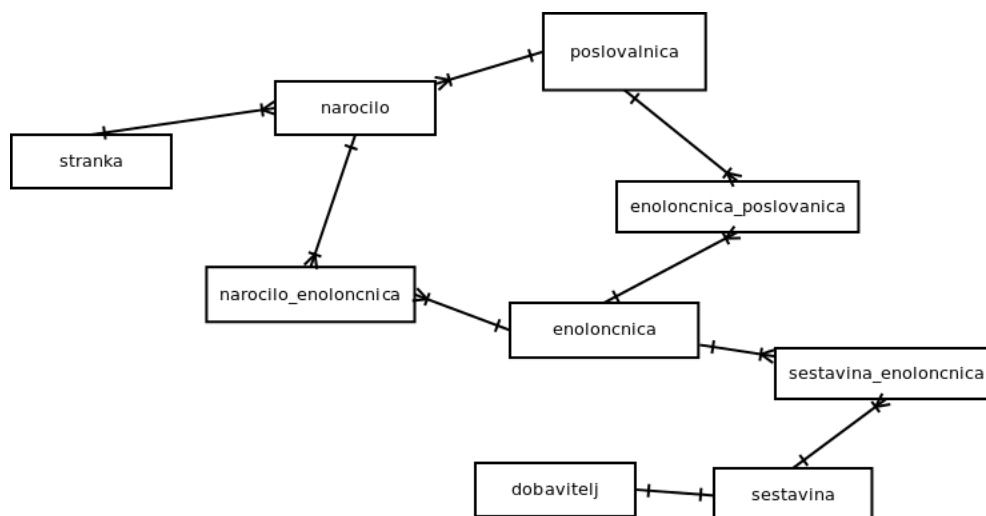 poslovalnica
narocilo
stranka
enoloncnica_poslovanica
narocilo_enoloncnica
enoloncnica
sestavina_enoloncnica
dobavitelj
sestavina